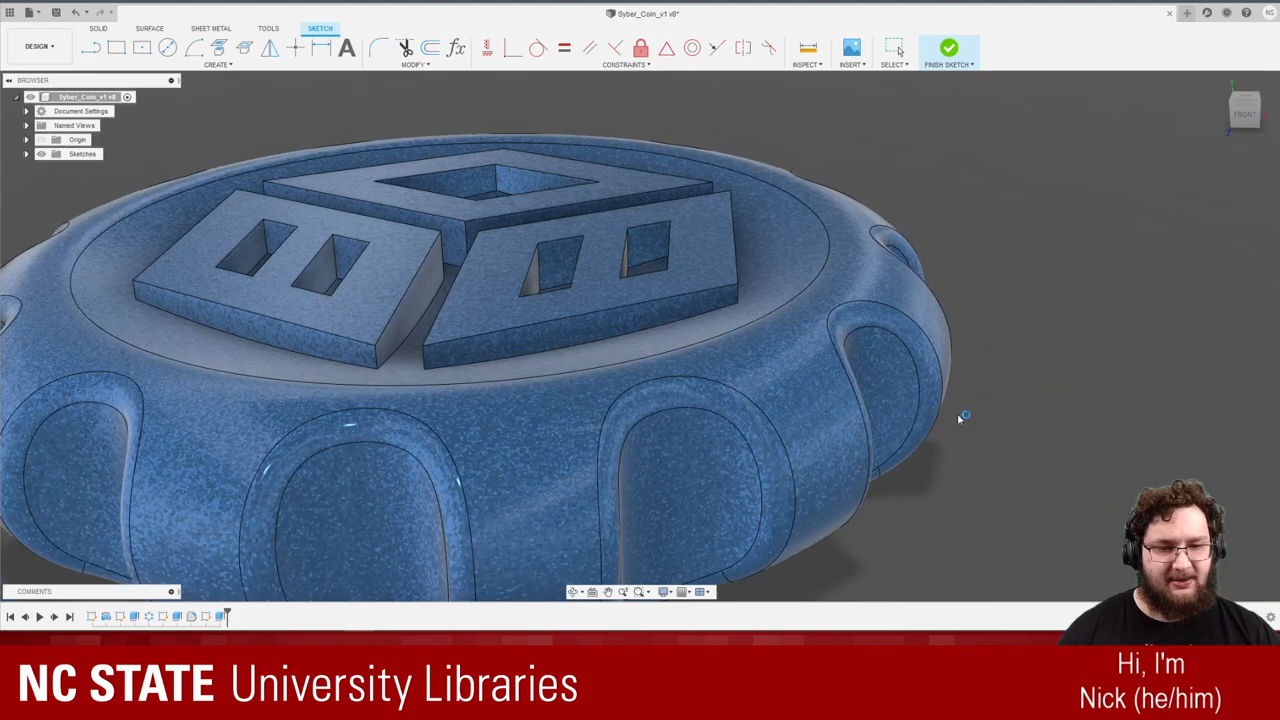 Syber_Coin_v1 v8*
NS
SOLID SURFACE SHEET METAL TOOLS SKETCH
DESIGN ▾
CREATE ▾ MODIFY ▾ CONSTRAINTS ▾ INSPECT ▾ INSERT ▾ SELECT ▾ FINISH SKETCH ▾
BROWSER
Syber_Coin_v1 v8
Document Settings
Named Views
Origin
Sketches
FRONT
COMMENTS
NC STATE University Libraries
Hi, I'm
Nick (he/him)